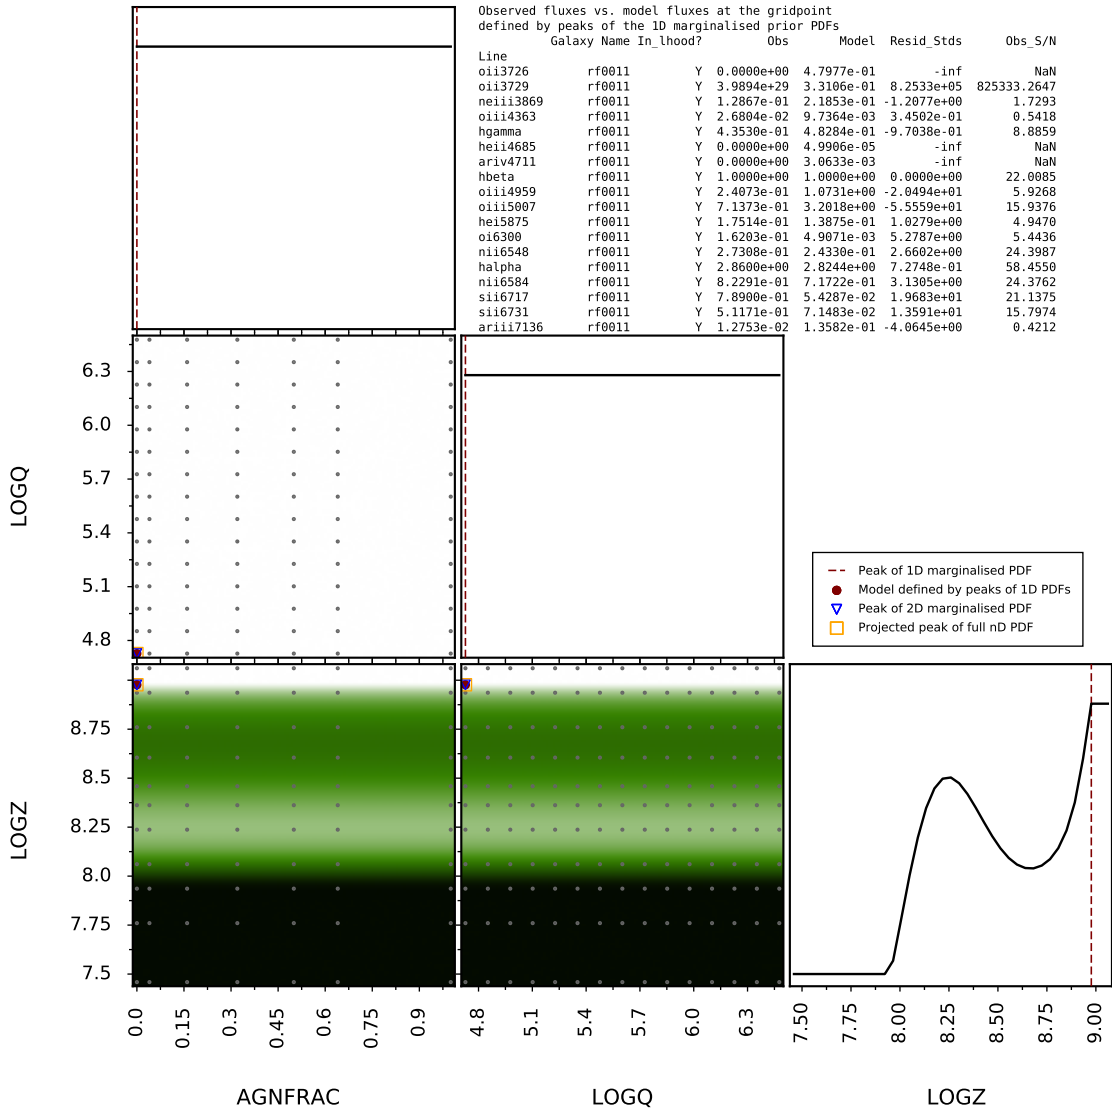 Observed fluxes vs. model fluxes at the gridpoint
defined by peaks of the 1D marginalised prior PDFs
Galaxy Name In_lhood? Obs Model Resid_Stds Obs_S/N
Line
oii3726 rf0011 Y 0.0000e+00 4.7977e-01 -inf NaN
oii3729 rf0011 Y 3.9894e+29 3.3106e-01 8.2533e+05 825333.2647
neiii3869 rf0011 Y 1.2867e-01 2.1853e-01 -1.2077e+00 1.7293
oiii4363 rf0011 Y 2.6804e-02 9.7364e-03 3.4502e-01 0.5418
hgamma rf0011 Y 4.3530e-01 4.8284e-01 -9.7038e-01 8.8859
heii4685 rf0011 Y 0.0000e+00 4.9906e-05 -inf NaN
ariv4711 rf0011 Y 0.0000e+00 3.0633e-03 -inf NaN
hbeta rf0011 Y 1.0000e+00 1.0000e+00 0.0000e+00 22.0085
oiii4959 rf0011 Y 2.4073e-01 1.0731e+00 -2.0494e+01 5.9268
oiii5007 rf0011 Y 7.1373e-01 3.2018e+00 -5.5559e+01 15.9376
hei5875 rf0011 Y 1.7514e-01 1.3875e-01 1.0279e+00 4.9470
oi6300 rf0011 Y 1.6203e-01 4.9071e-03 5.2787e+00 5.4436
nii6548 rf0011 Y 2.7308e-01 2.4330e-01 2.6602e+00 24.3987
halpha rf0011 Y 2.8600e+00 2.8244e+00 7.2748e-01 58.4550
nii6584 rf0011 Y 8.2291e-01 7.1722e-01 3.1305e+00 24.3762
sii6717 rf0011 Y 7.8900e-01 5.4287e-02 1.9683e+01 21.1375
sii6731 rf0011 Y 5.1171e-01 7.1483e-02 1.3591e+01 15.7974
ariii7136 rf0011 Y 1.2753e-02 1.3582e-01 -4.0645e+00 0.4212
LOGQ
6.3
6.0
5.7
5.4
5.1
4.8
Peak of 1D marginalised PDF
Model defined by peaks of 1D PDFs
Peak of 2D marginalised PDF
Projected peak of full nD PDF
LOGZ
8.75
8.5
8.25
8.0
7.75
7.5
0.0 0.15 0.3 0.45 0.6 0.75 0.9
4.8 5.1 5.4 5.7 6.0 6.3
7.50 7.75 8.00 8.25 8.50 8.75 9.00
AGNFRAC
LOGQ
LOGZ